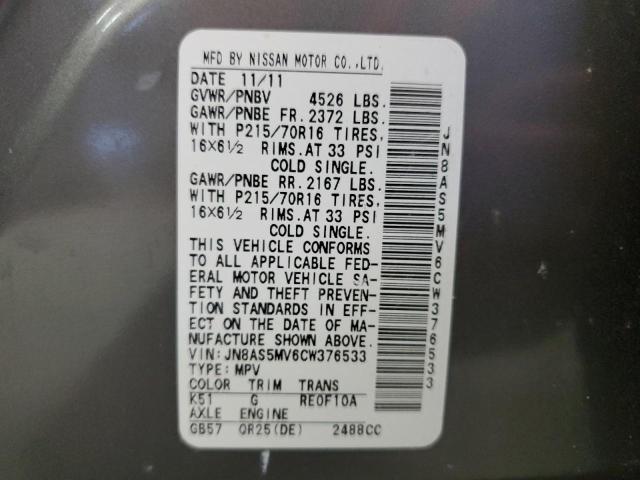 MFD BY NISSAN MOTOR CO.,LTD.
DATE 11/11
GVWR/PNBV 4526 LBS.
GAWR/PNBE FR. 2372 LBS.
WITH P215/70R16 TIRES,
16×6½ RIMS.AT 33 PSI
COLD SINGLE.
GAWR/PNBE RR. 2167 LBS.
WITH P215/70R16 TIRES,
16×6½ RIMS.AT 33 PSI
COLD SINGLE.
THIS VEHICLE CONFORMS
TO ALL APPLICABLE FED-
ERAL MOTOR VEHICLE SA-
FETY AND THEFT PREVEN-
TION STANDARDS IN EFF-
ECT ON THE DATE OF MA-
NUFACTURE SHOWN ABOVE.
VIN: JN8AS5MV6CW376533
TYPE: MPV
COLOR TRIM TRANS
K51 G RE0F10A
AXLE ENGINE
GB57 QR25(DE) 2488CC
JN8AS5MV6CW376533